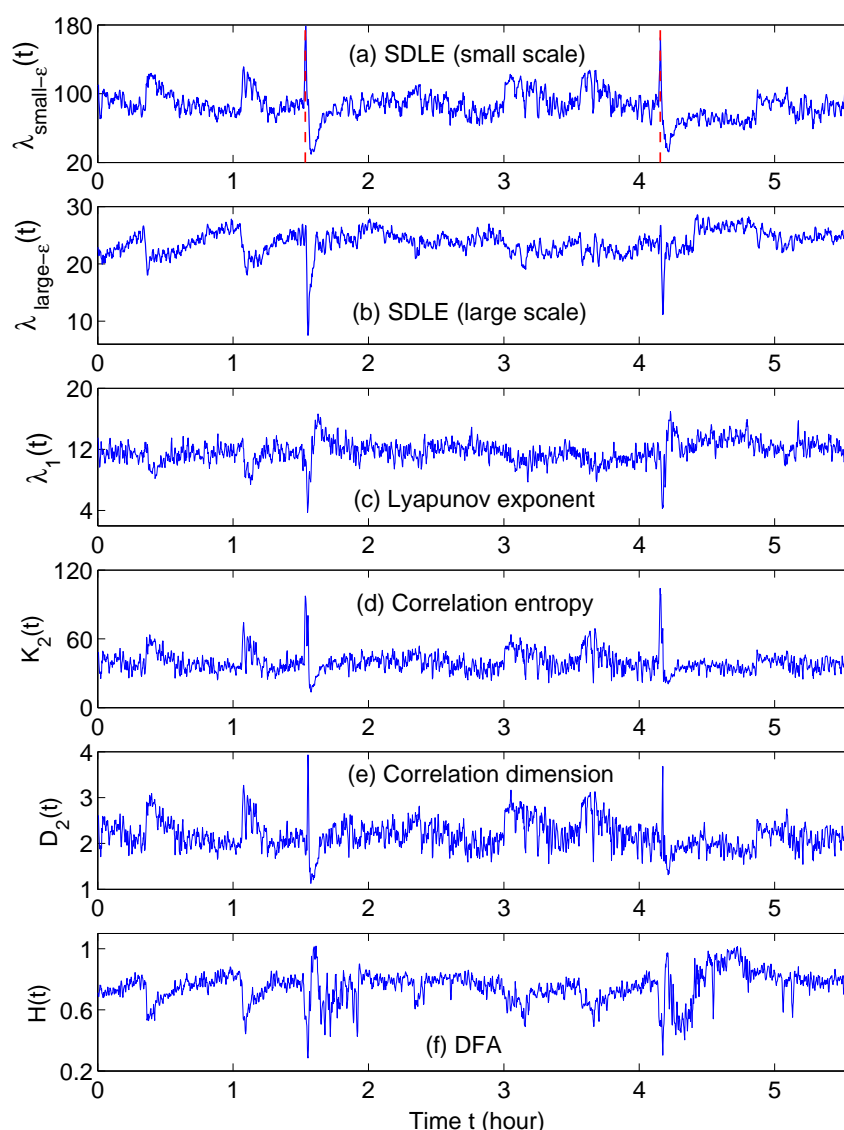 180
100
20
λsmall−ε(t)
(a) SDLE (small scale)
0 1 2 3 4 5
30
20
10
λlarge−ε(t)
(b) SDLE (large scale)
0 1 2 3 4 5
20
12
4
λ1(t)
(c) Lyapunov exponent
0 1 2 3 4 5
120
60
0
K2(t)
(d) Correlation entropy
0 1 2 3 4 5
4
3
2
1
D2(t)
(e) Correlation dimension
0 1 2 3 4 5
1
0.6
0.2
H(t)
(f) DFA
0 1 2 3 4 5
Time t (hour)